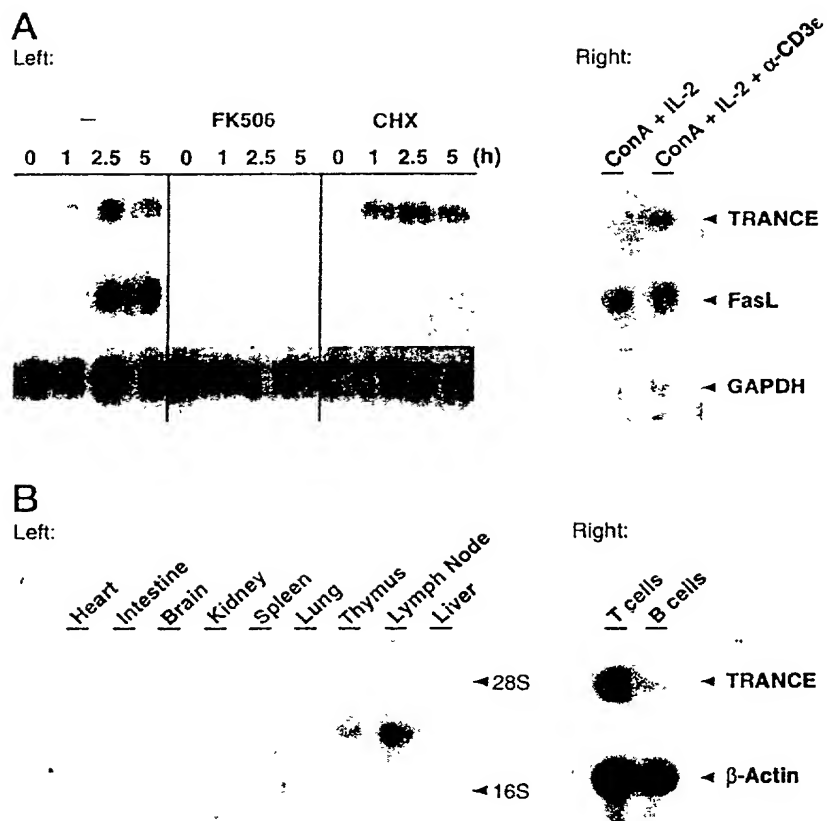 A
Left:
Right:
– FK506 CHX
0 1 2.5 5 0 1 2.5 5 0 1 2.5 5 (h)
ConA + IL-2
ConA + IL-2 + α-CD3ε
TRANCE
FasL
GAPDH
B
Left:
Right:
Heart
Intestine
Brain
Kidney
Spleen
Lung
Thymus
Lymph Node
Liver
T cells
B cells
28S
TRANCE
16S
β-Actin